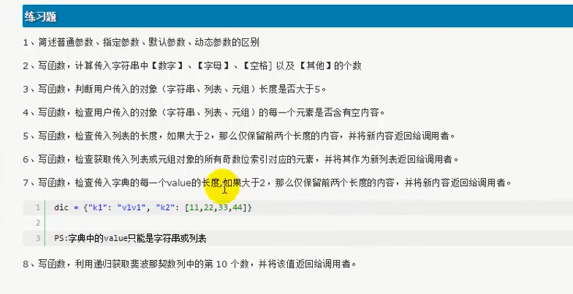 练习题
1、简述普通参数、指定参数、默认参数、动态参数的区别
2、写函数，计算传入字符串中【数字】、【字母】、【空格] 以及 【其他】的个数
3、写函数，判断用户传入的对象（字符串、列表、元组）长度是否大于5。
4、写函数，检查用户传入的对象（字符串、列表、元组）的每一个元素是否含有空内容。
5、写函数，检查传入列表的长度，如果大于2，那么仅保留前两个长度的内容，并将新内容返回给调用者。
6、写函数，检查获取传入列表或元组对象的所有奇数位索引对应的元素，并将其作为新列表返回给调用者。
7、写函数，检查传入字典的每一个value的长度,如果大于2，那么仅保留前两个长度的内容，并将新内容返回给调用者。
1 dic = {"k1": "v1v1", "k2": [11,22,33,44]}
2
3 PS:字典中的value只能是字符串或列表
8、写函数，利用递归获取斐波那契数列中的第 10 个数，并将该值返回给调用者。